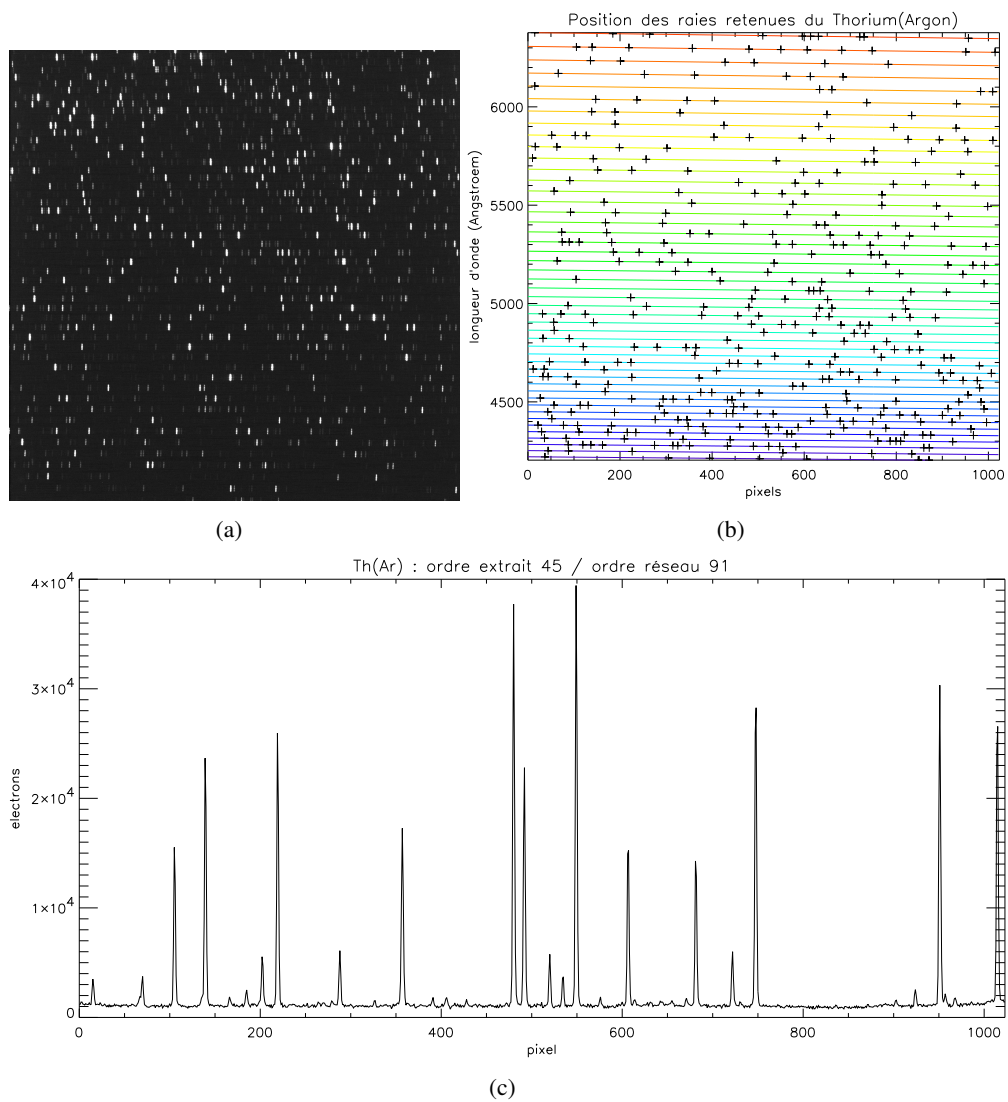 Position des raies retenues du Thorium(Argon)
6000
5500
5000
4500
longueur d'onde (Angstroem)
0 200 400 600 800 1000
pixels
(a)
(b)
Th(Ar) : ordre extrait 45 / ordre réseau 91
4×10⁴
3×10⁴
2×10⁴
1×10⁴
0
electrons
0 200 400 600 800 1000
pixel
(c)